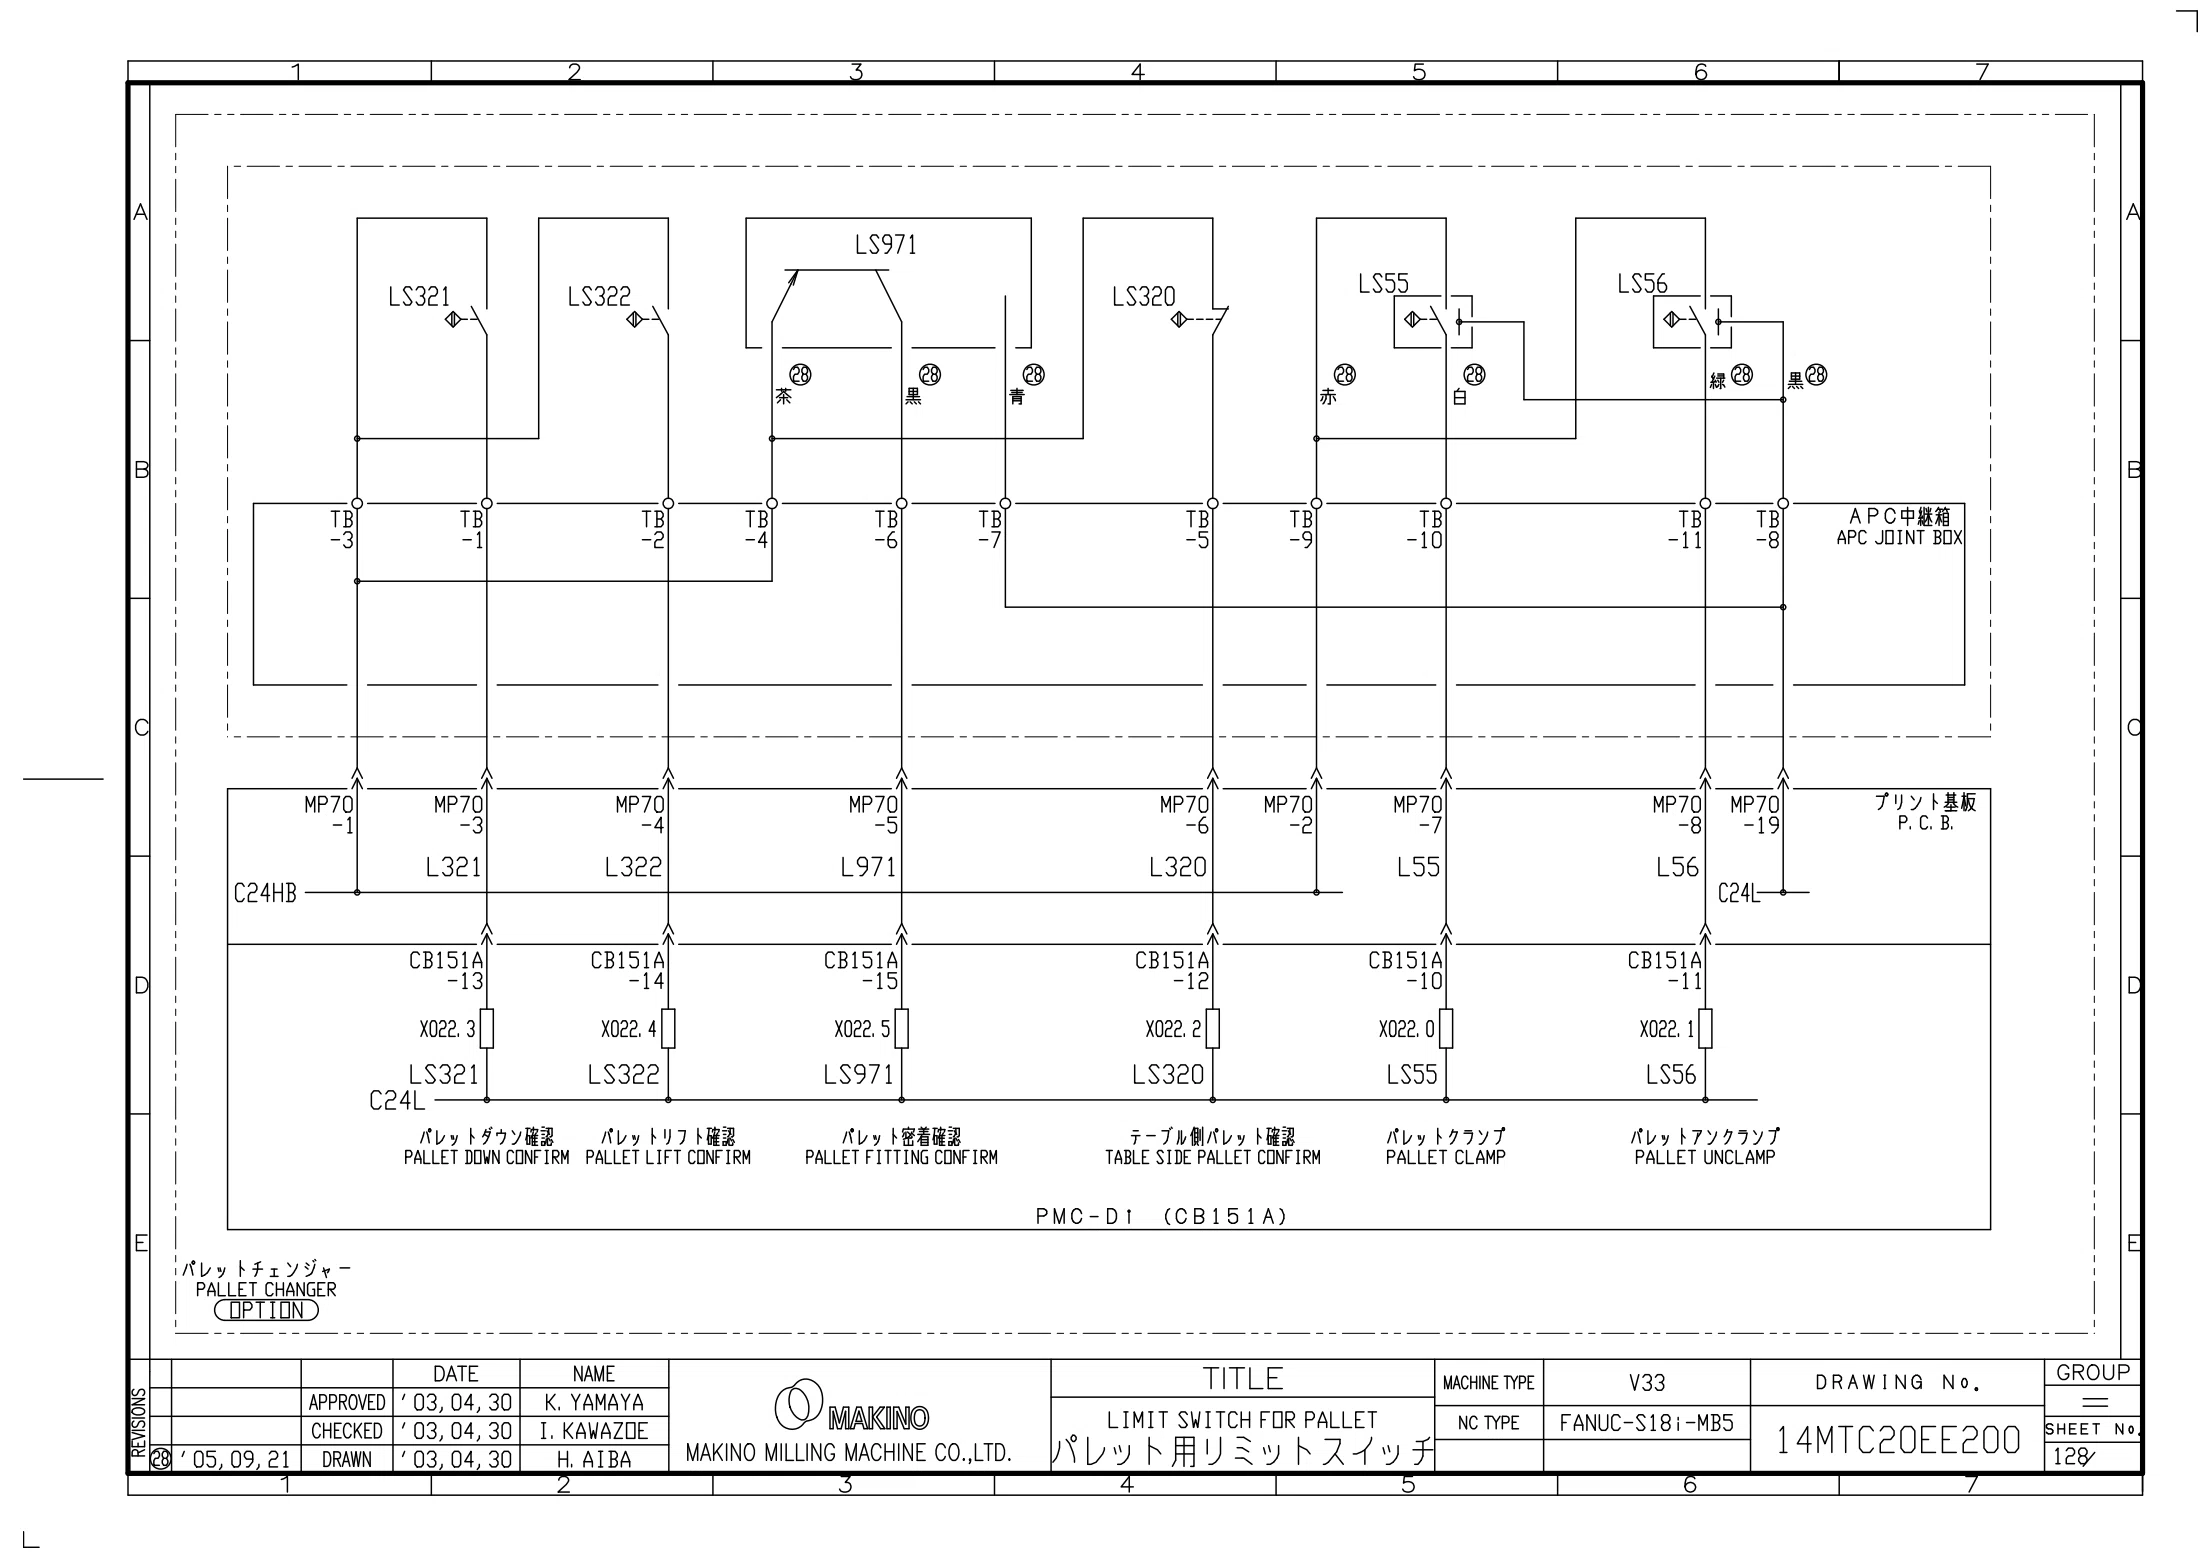 1 2 3 4 5 6 7
A A
LS971
LS321 LS322 LS320 LS55 LS56
28 28 28 28 28 28 28
茶 黒 青 赤 白 緑 黒
B B
TB TB TB TB TB TB TB TB TB TB TB
-3 -1 -2 -4 -6 -7 -5 -9 -10 -11 -8
APC中継箱
APC JOINT BOX
C C
MP70 MP70 MP70 MP70 MP70 MP70 MP70 MP70 MP70
-1 -3 -4 -5 -6 -2 -7 -8 -19
プリント基板
P. C. B.
L321 L322 L971 L320 L55 L56
C24HB C24L
CB151A CB151A CB151A CB151A CB151A CB151A
-13 -14 -15 -12 -10 -11
D D
X022. 3 X022. 4 X022. 5 X022. 2 X022. 0 X022. 1
LS321 LS322 LS971 LS320 LS55 LS56
C24L
パレットダウン確認 パレットリフト確認 パレット密着確認 テーブル側パレット確認 パレットクランプ パレットアンクランプ
PALLET DOWN CONFIRM PALLET LIFT CONFIRM PALLET FITTING CONFIRM TABLE SIDE PALLET CONFIRM PALLET CLAMP PALLET UNCLAMP
PMC-Di (CB151A)
E E
パレットチェンジャー
PALLET CHANGER
OPTION
REVISIONS
28 '05,09,21
DATE NAME
APPROVED '03,04,30 K. YAMAYA
CHECKED '03,04,30 I. KAWAZOE
DRAWN '03,04,30 H. AIBA
MAKINO
MAKINO MILLING MACHINE CO.,LTD.
TITLE
LIMIT SWITCH FOR PALLET
パレット用リミットスイッチ
MACHINE TYPE V33
NC TYPE FANUC-S18i-MB5
DRAWING No.
14MTC20EE200
GROUP
=
SHEET No.
128/
1 2 3 4 5 6 7